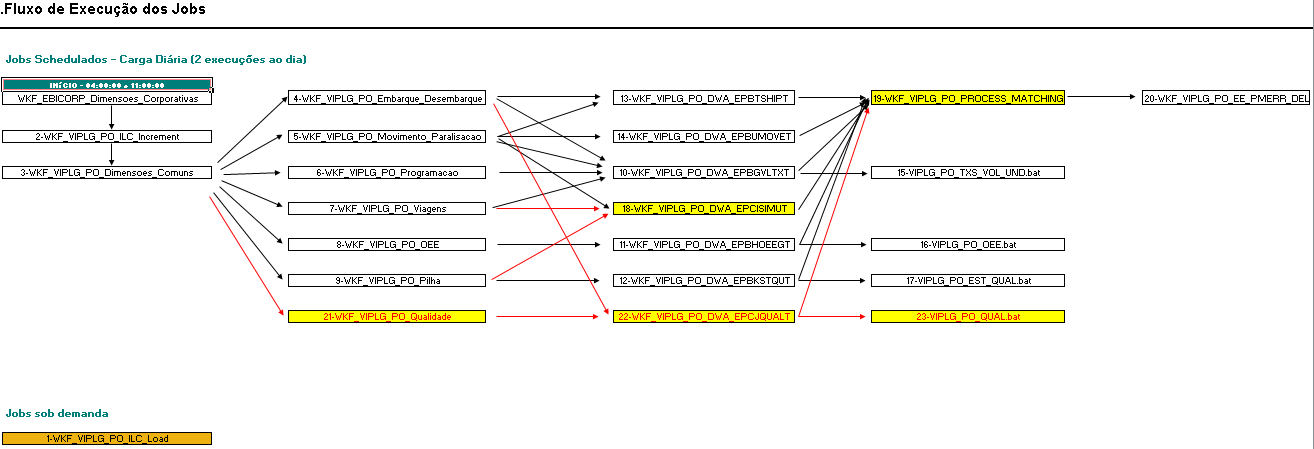 .Fluxo de Execução dos Jobs
Jobs Schedulados - Carga Diária (2 execuções ao dia)
INÍCIO - 04:00:00 e 11:00:00
WKF_EBICORP_Dimensoes_Corporativas
4-WKF_VIPLG_PO_Embarque_Desembarque
13-WKF_VIPLG_PO_DWA_EPBTSHIPT
19-WKF_VIPLG_PO_PROCESS_MATCHING
20-WKF_VIPLG_PO_EE_PMERR_DEL
2-WKF_VIPLG_PO_ILC_Increment
5-WKF_VIPLG_PO_Movimento_Paralisacao
14-WKF_VIPLG_PO_DWA_EPBUMOVET
3-WKF_VIPLG_PO_Dimensoes_Comuns
6-WKF_VIPLG_PO_Programacao
10-WKF_VIPLG_PO_DWA_EPBGVLTXT
15-VIPLG_PO_TXS_VOL_UND.bat
7-WKF_VIPLG_PO_Viagens
18-WKF_VIPLG_PO_DWA_EPCISIMUT
8-WKF_VIPLG_PO_OEE
11-WKF_VIPLG_PO_DWA_EPBHOEEGT
16-VIPLG_PO_OEE.bat
9-WKF_VIPLG_PO_Pilha
12-WKF_VIPLG_PO_DWA_EPBKSTQUT
17-VIPLG_PO_EST_QUAL.bat
21-WKF_VIPLG_PO_Qualidade
22-WKF_VIPLG_PO_DWA_EPCJQUALT
23-VIPLG_PO_QUAL.bat
Jobs sob demanda
1-WKF_VIPLG_PO_ILC_Load